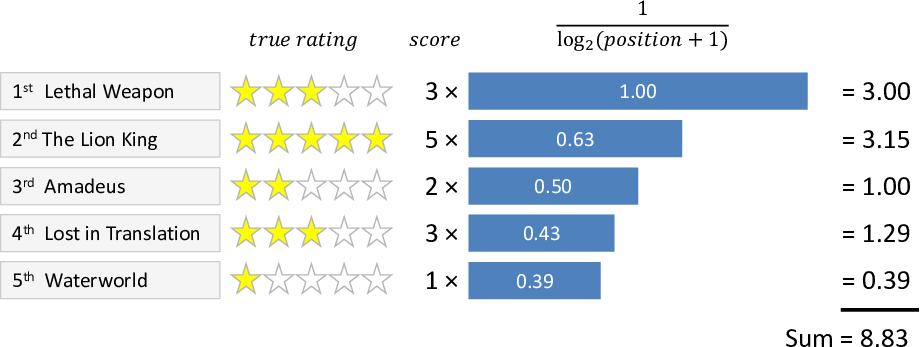 true rating score 1 / log₂(position + 1)
1st Lethal Weapon 3 × 1.00 = 3.00
2nd The Lion King 5 × 0.63 = 3.15
3rd Amadeus 2 × 0.50 = 1.00
4th Lost in Translation 3 × 0.43 = 1.29
5th Waterworld 1 × 0.39 = 0.39
Sum = 8.83